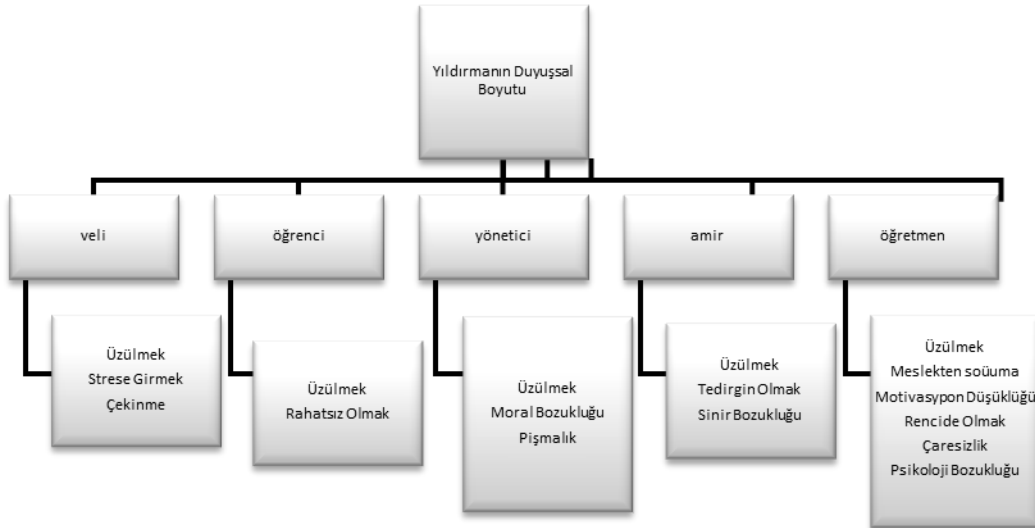 Yıldırmanın Duyuşsal
Boyutu
veli
öğrenci
yönetici
amir
öğretmen
Üzülmek
Strese Girmek
Çekinme
Üzülmek
Rahatsız Olmak
Üzülmek
Moral Bozukluğu
Pişmalık
Üzülmek
Tedirgin Olmak
Sinir Bozukluğu
Üzülmek
Meslekten soüuma
Motivasypon Düşüklüğü
Rencide Olmak
Çaresizlik
Psikoloji Bozukluğu